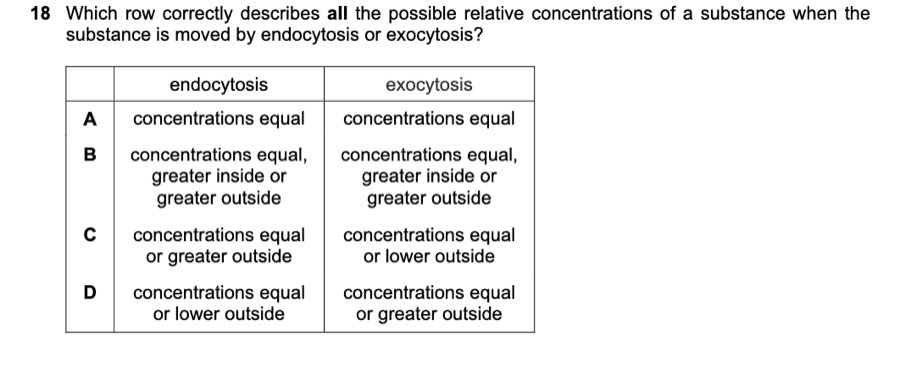 18 Which row correctly describes all the possible relative concentrations of a substance when the
substance is moved by endocytosis or exocytosis?
endocytosis exocytosis
A concentrations equal concentrations equal
B concentrations equal, concentrations equal,
greater inside or greater inside or
greater outside greater outside
C concentrations equal concentrations equal
or greater outside or lower outside
D concentrations equal concentrations equal
or lower outside or greater outside